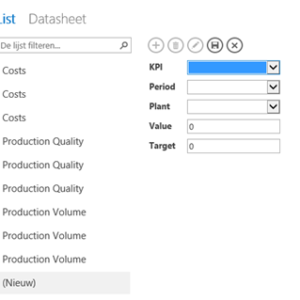 List Datasheet
De lijst filteren...
Costs
Costs
Costs
Production Quality
Production Quality
Production Quality
Production Volume
Production Volume
Production Volume
(Nieuw)
KPI
Period
Plant
Value 0
Target 0